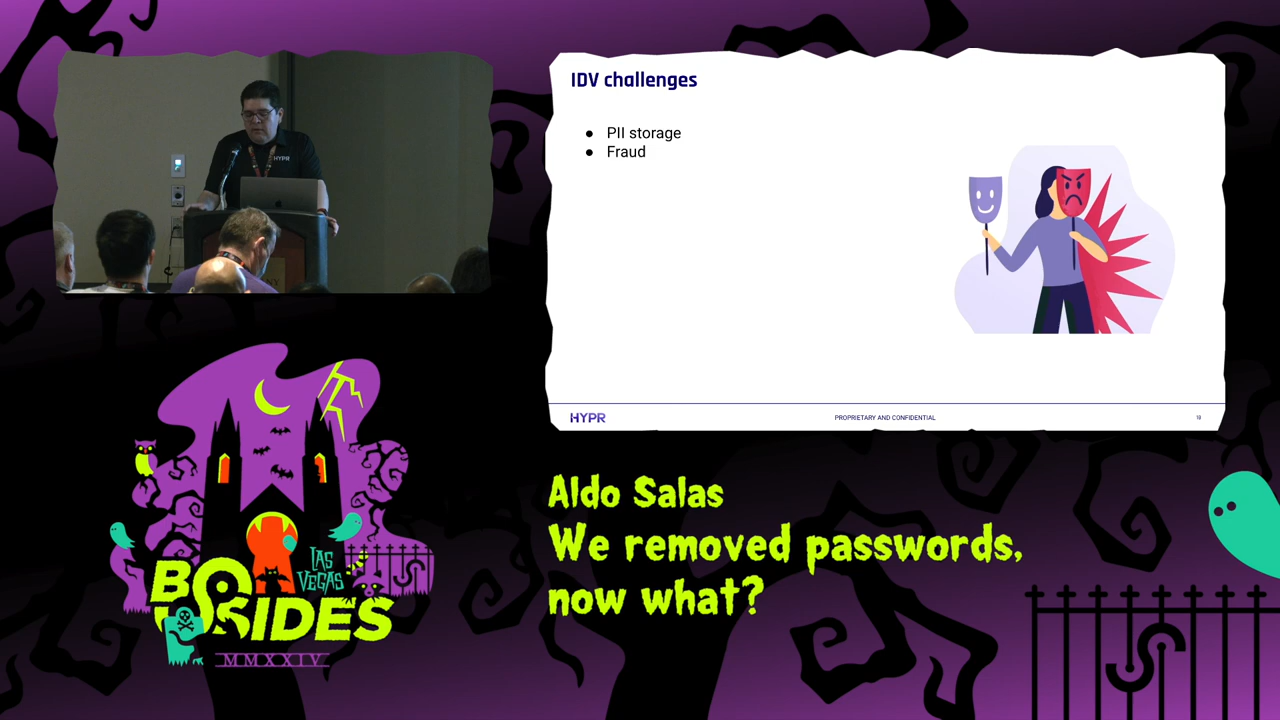 HYPR
IDV challenges
● PII storage
● Fraud
HYPR
PROPRIETARY AND CONFIDENTIAL
Aldo Salas
We removed passwords,
now what?
LAS
VEGAS
BSIDES
MMXXIV